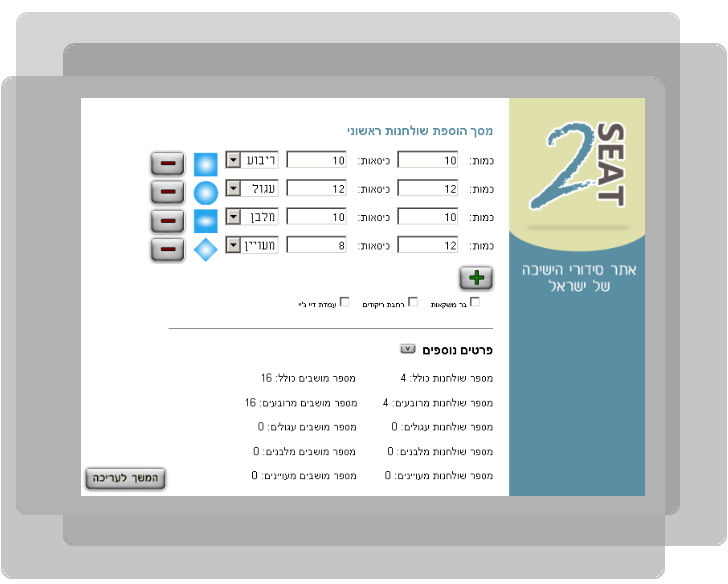 2SEAT
אתר סידורי הישיבה
של ישראל
מסך הוספת שולחנות ראשוני
כמות: 10 כיסאות: 10 ריבוע
כמות: 12 כיסאות: 12 עגול
כמות: 10 כיסאות: 10 מלבן
כמות: 12 כיסאות: 8 מעויין
בר משקאות רחבת ריקודים עמדת די ג'יי
פרטים נוספים
מספר שולחנות כולל: 4 מספר מושבים כולל: 16
מספר שולחנות מרובעים: 4 מספר מושבים מרובעים: 16
מספר שולחנות עגולים: 0 מספר מושבים עגולים: 0
מספר שולחנות מלבנים: 0 מספר מושבים מלבנים: 0
מספר שולחנות מעויינים: 0 מספר מושבים מעויינים: 0
המשך לעריכה